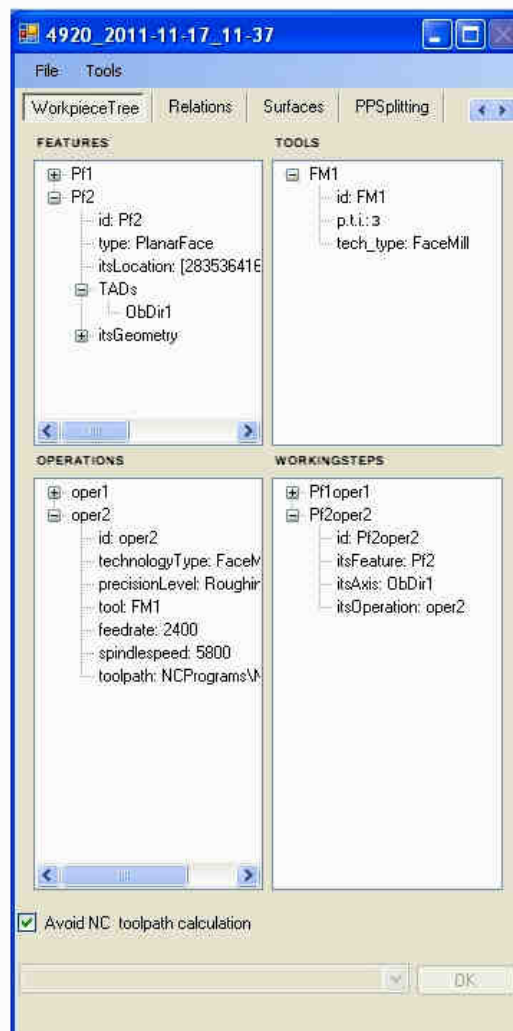 4920_2011-11-17_11-37
File Tools
WorkpieceTree Relations Surfaces PPSplitting
FEATURES
Pf1
Pf2
id: Pf2
type: PlanarFace
itsLocation: [283536416
TADs
ObDir1
itsGeometry
TOOLS
FM1
id: FM1
p.t.i.:3
tech_type: FaceMill
OPERATIONS
oper1
oper2
id: oper2
technologyType: FaceM
precisionLevel: Roughin
tool: FM1
feedrate: 2400
spindlespeed: 5800
toolpath: NCPrograms\N
WORKINGSTEPS
Pf1oper1
Pf2oper2
id: Pf2oper2
itsFeature: Pf2
itsAxis: ObDir1
itsOperation: oper2
Avoid NC toolpath calculation
OK